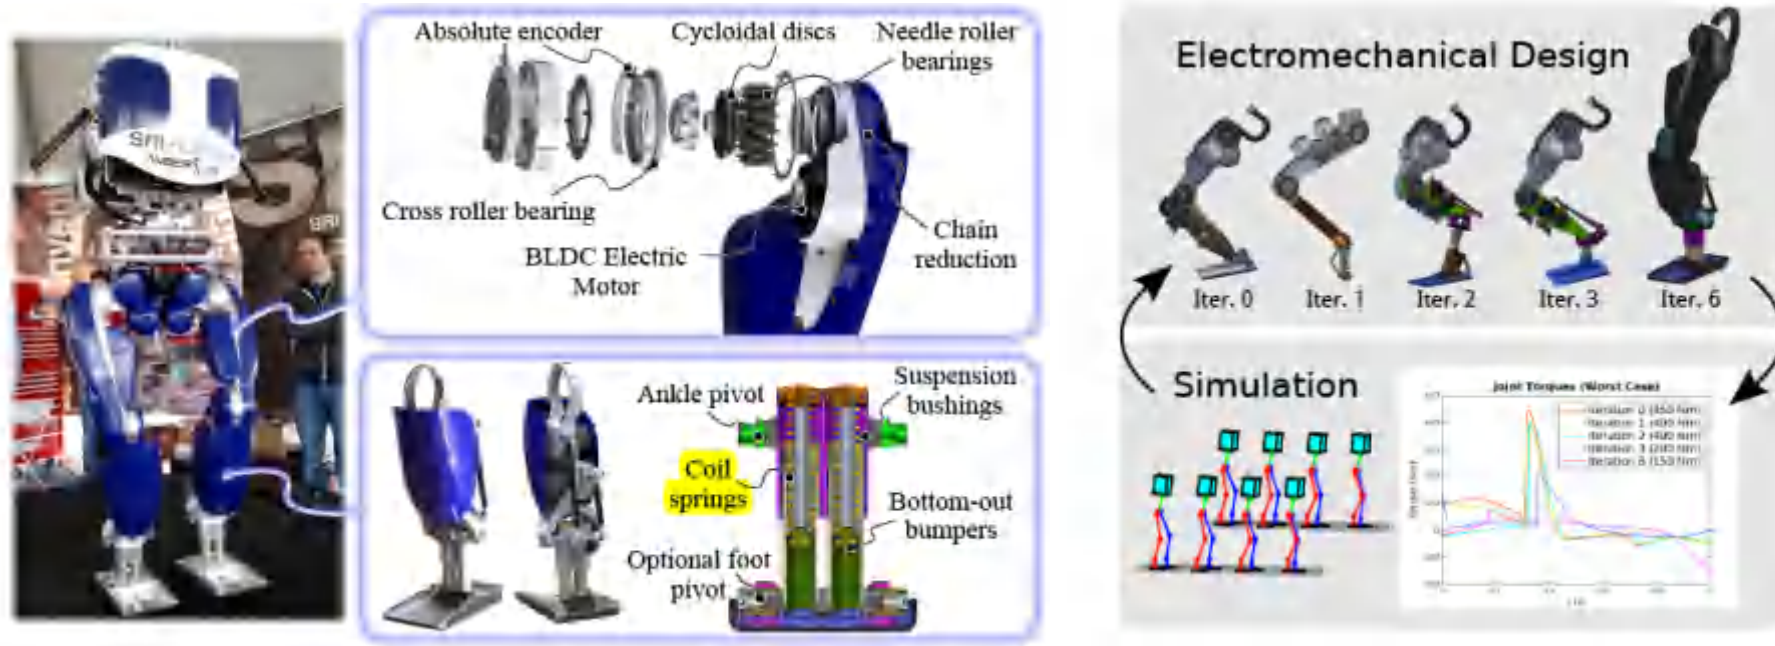 Absolute encoder
Cycloidal discs
Needle roller
bearings
Cross roller bearing
BLDC Electric
Motor
Chain
reduction
Ankle pivot
Suspension
bushings
Coil
springs
Bottom-out
bumpers
Optional foot
pivot
Electromechanical Design
Iter. 0
Iter. 1
Iter. 2
Iter. 3
Iter. 6
Simulation
Joint Torques (Worst Case)